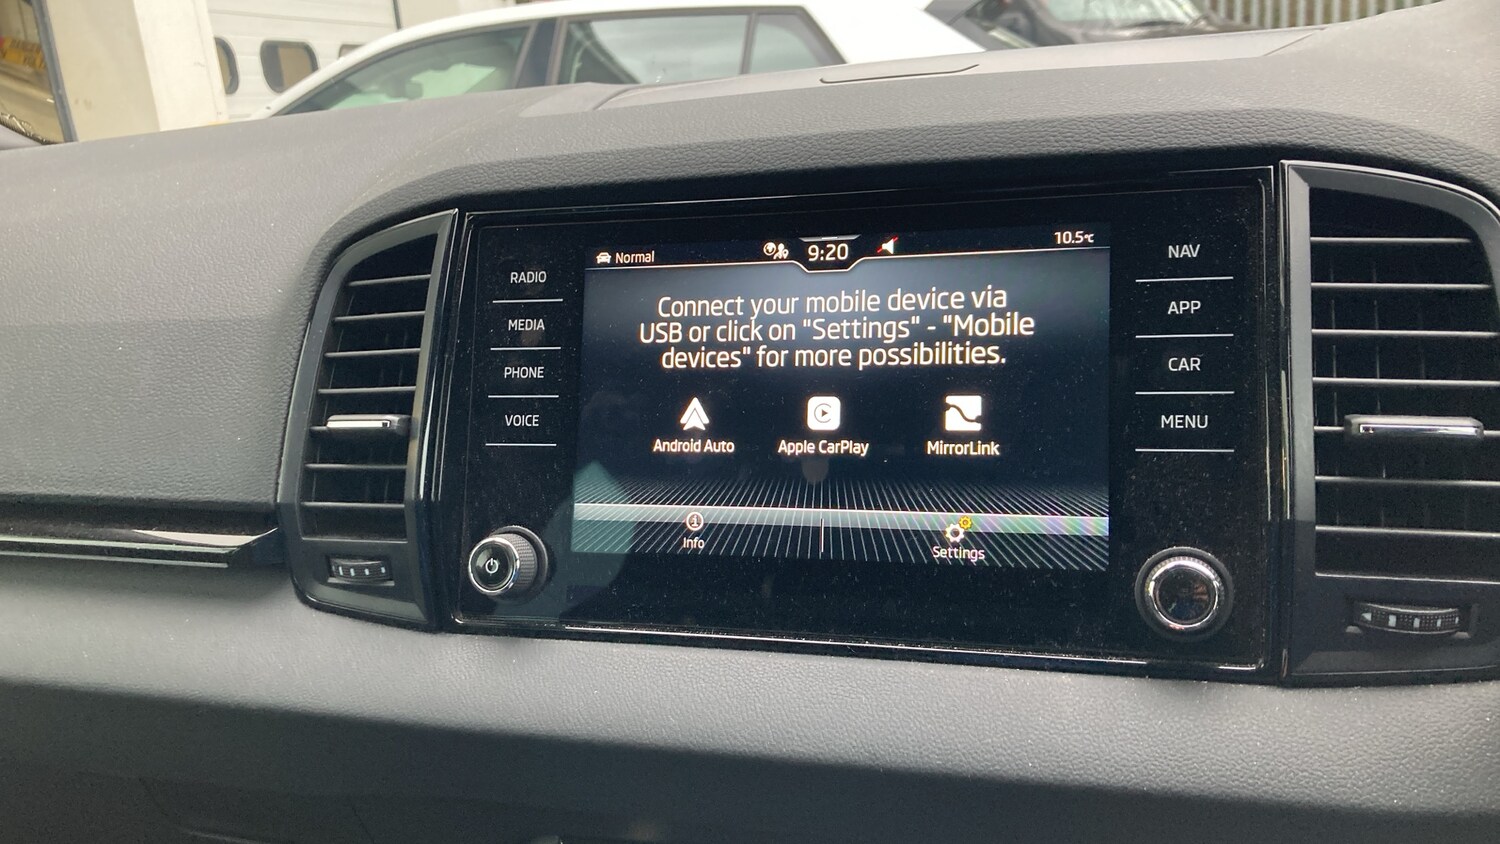 RADIO
MEDIA
PHONE
VOICE
Normal
9:20
10.5°C
Connect your mobile device via
USB or click on "Settings" - "Mobile
devices" for more possibilities.
Android Auto
Apple CarPlay
MirrorLink
Info
Settings
NAV
APP
CAR
MENU